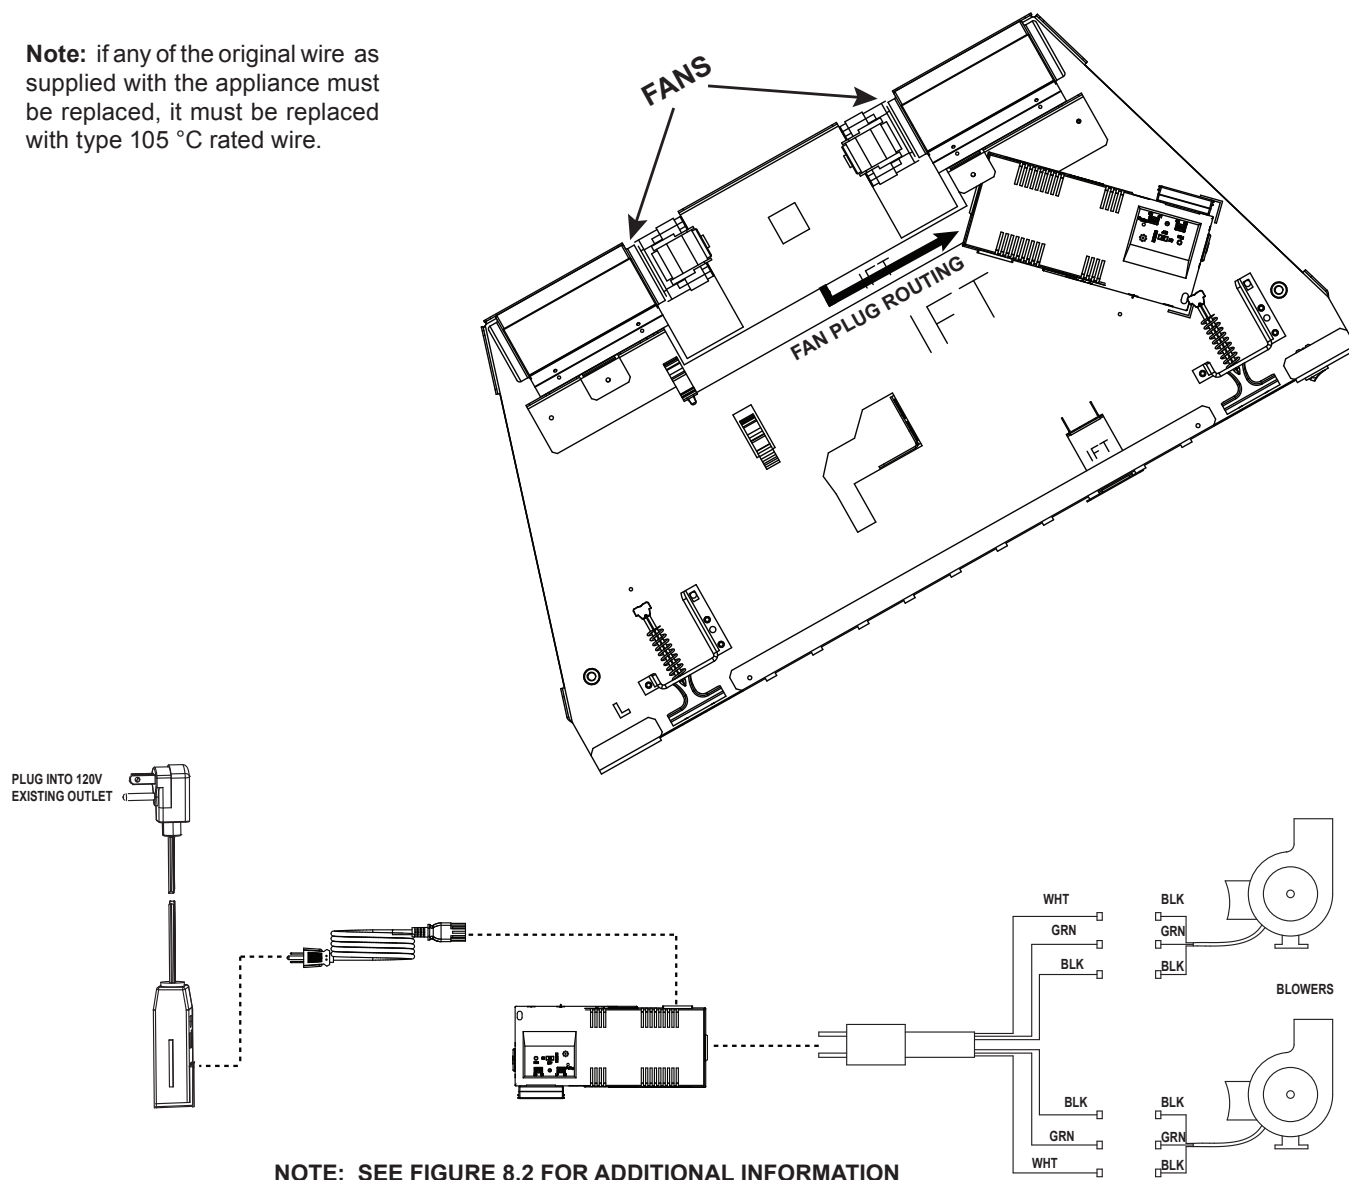 Note: if any of the original wire as
supplied with the appliance must
be replaced, it must be replaced
with type 105 °C rated wire.
FANS
IFT
FAN PLUG ROUTING
IFT
IFT
L
PLUG INTO 120V
EXISTING OUTLET
WHT
BLK
GRN
GRN
BLK
BLK
BLOWERS
BLK
BLK
GRN
GRN
WHT
BLK
NOTE: SEE FIGURE 8.2 FOR ADDITIONAL INFORMATION